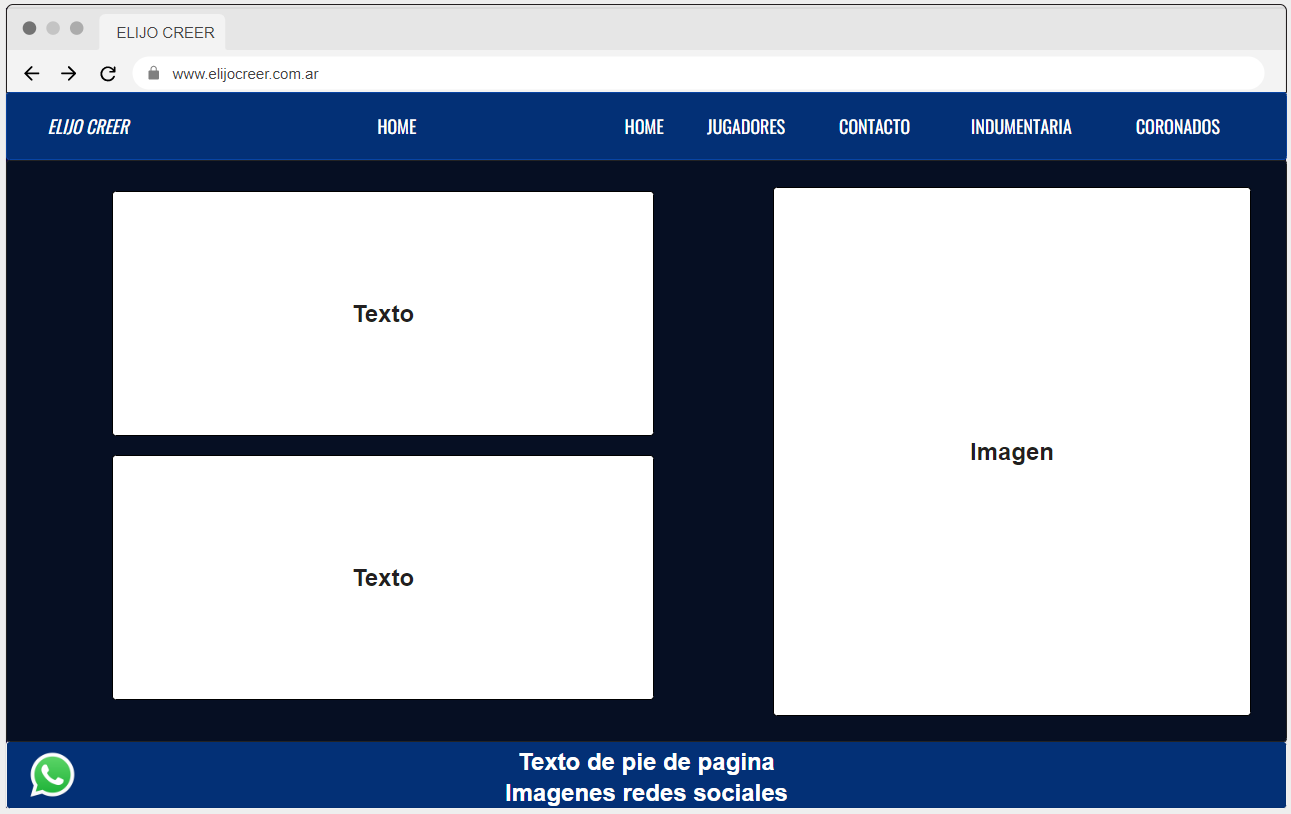 ELIJO CREER
www.elijocreer.com.ar
ELIJO CREER HOME HOME JUGADORES CONTACTO INDUMENTARIA CORONADOS
Texto
Imagen
Texto
Texto de pie de pagina
Imagenes redes sociales